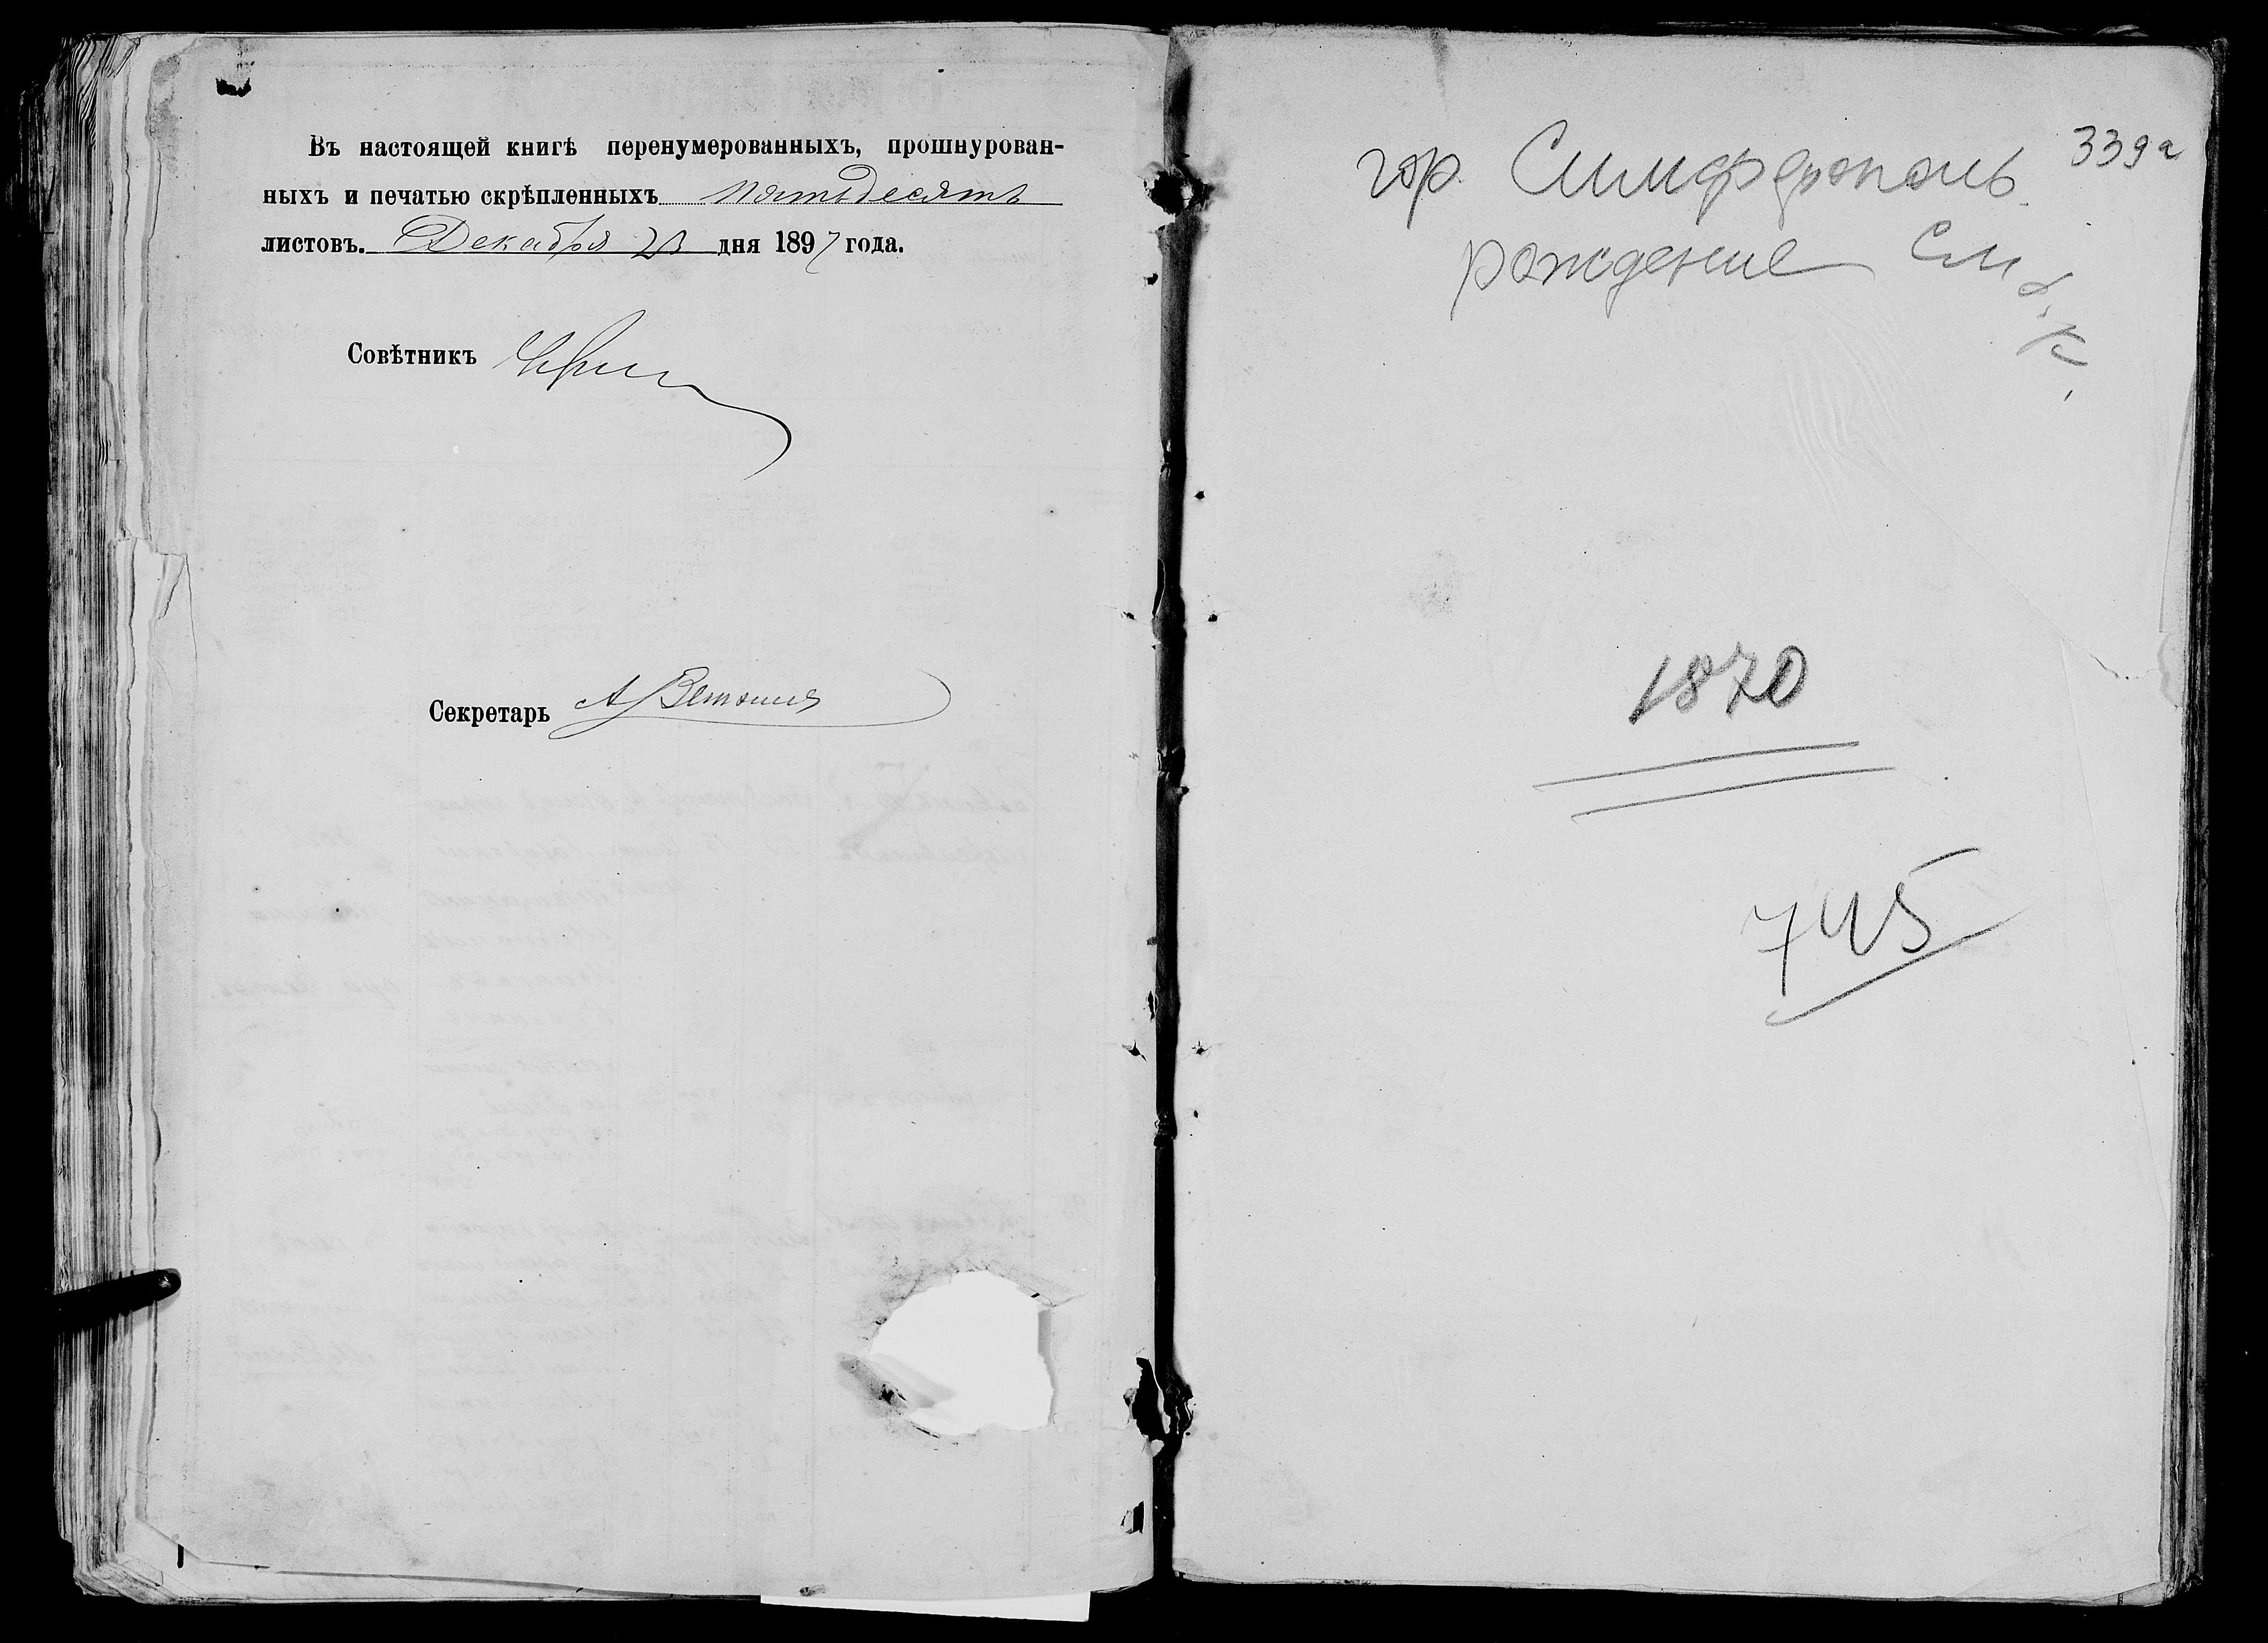 Въ настоящей книгѣ перенумерованныхъ, прошнурован-
ныхъ и печатью скрѣпленныхъ пятьдесятъ
листовъ. Декабря 23 дня 1897 года.
Совѣтникъ
Секретарь
339а
гор. Симферополь
рождение
1870
745